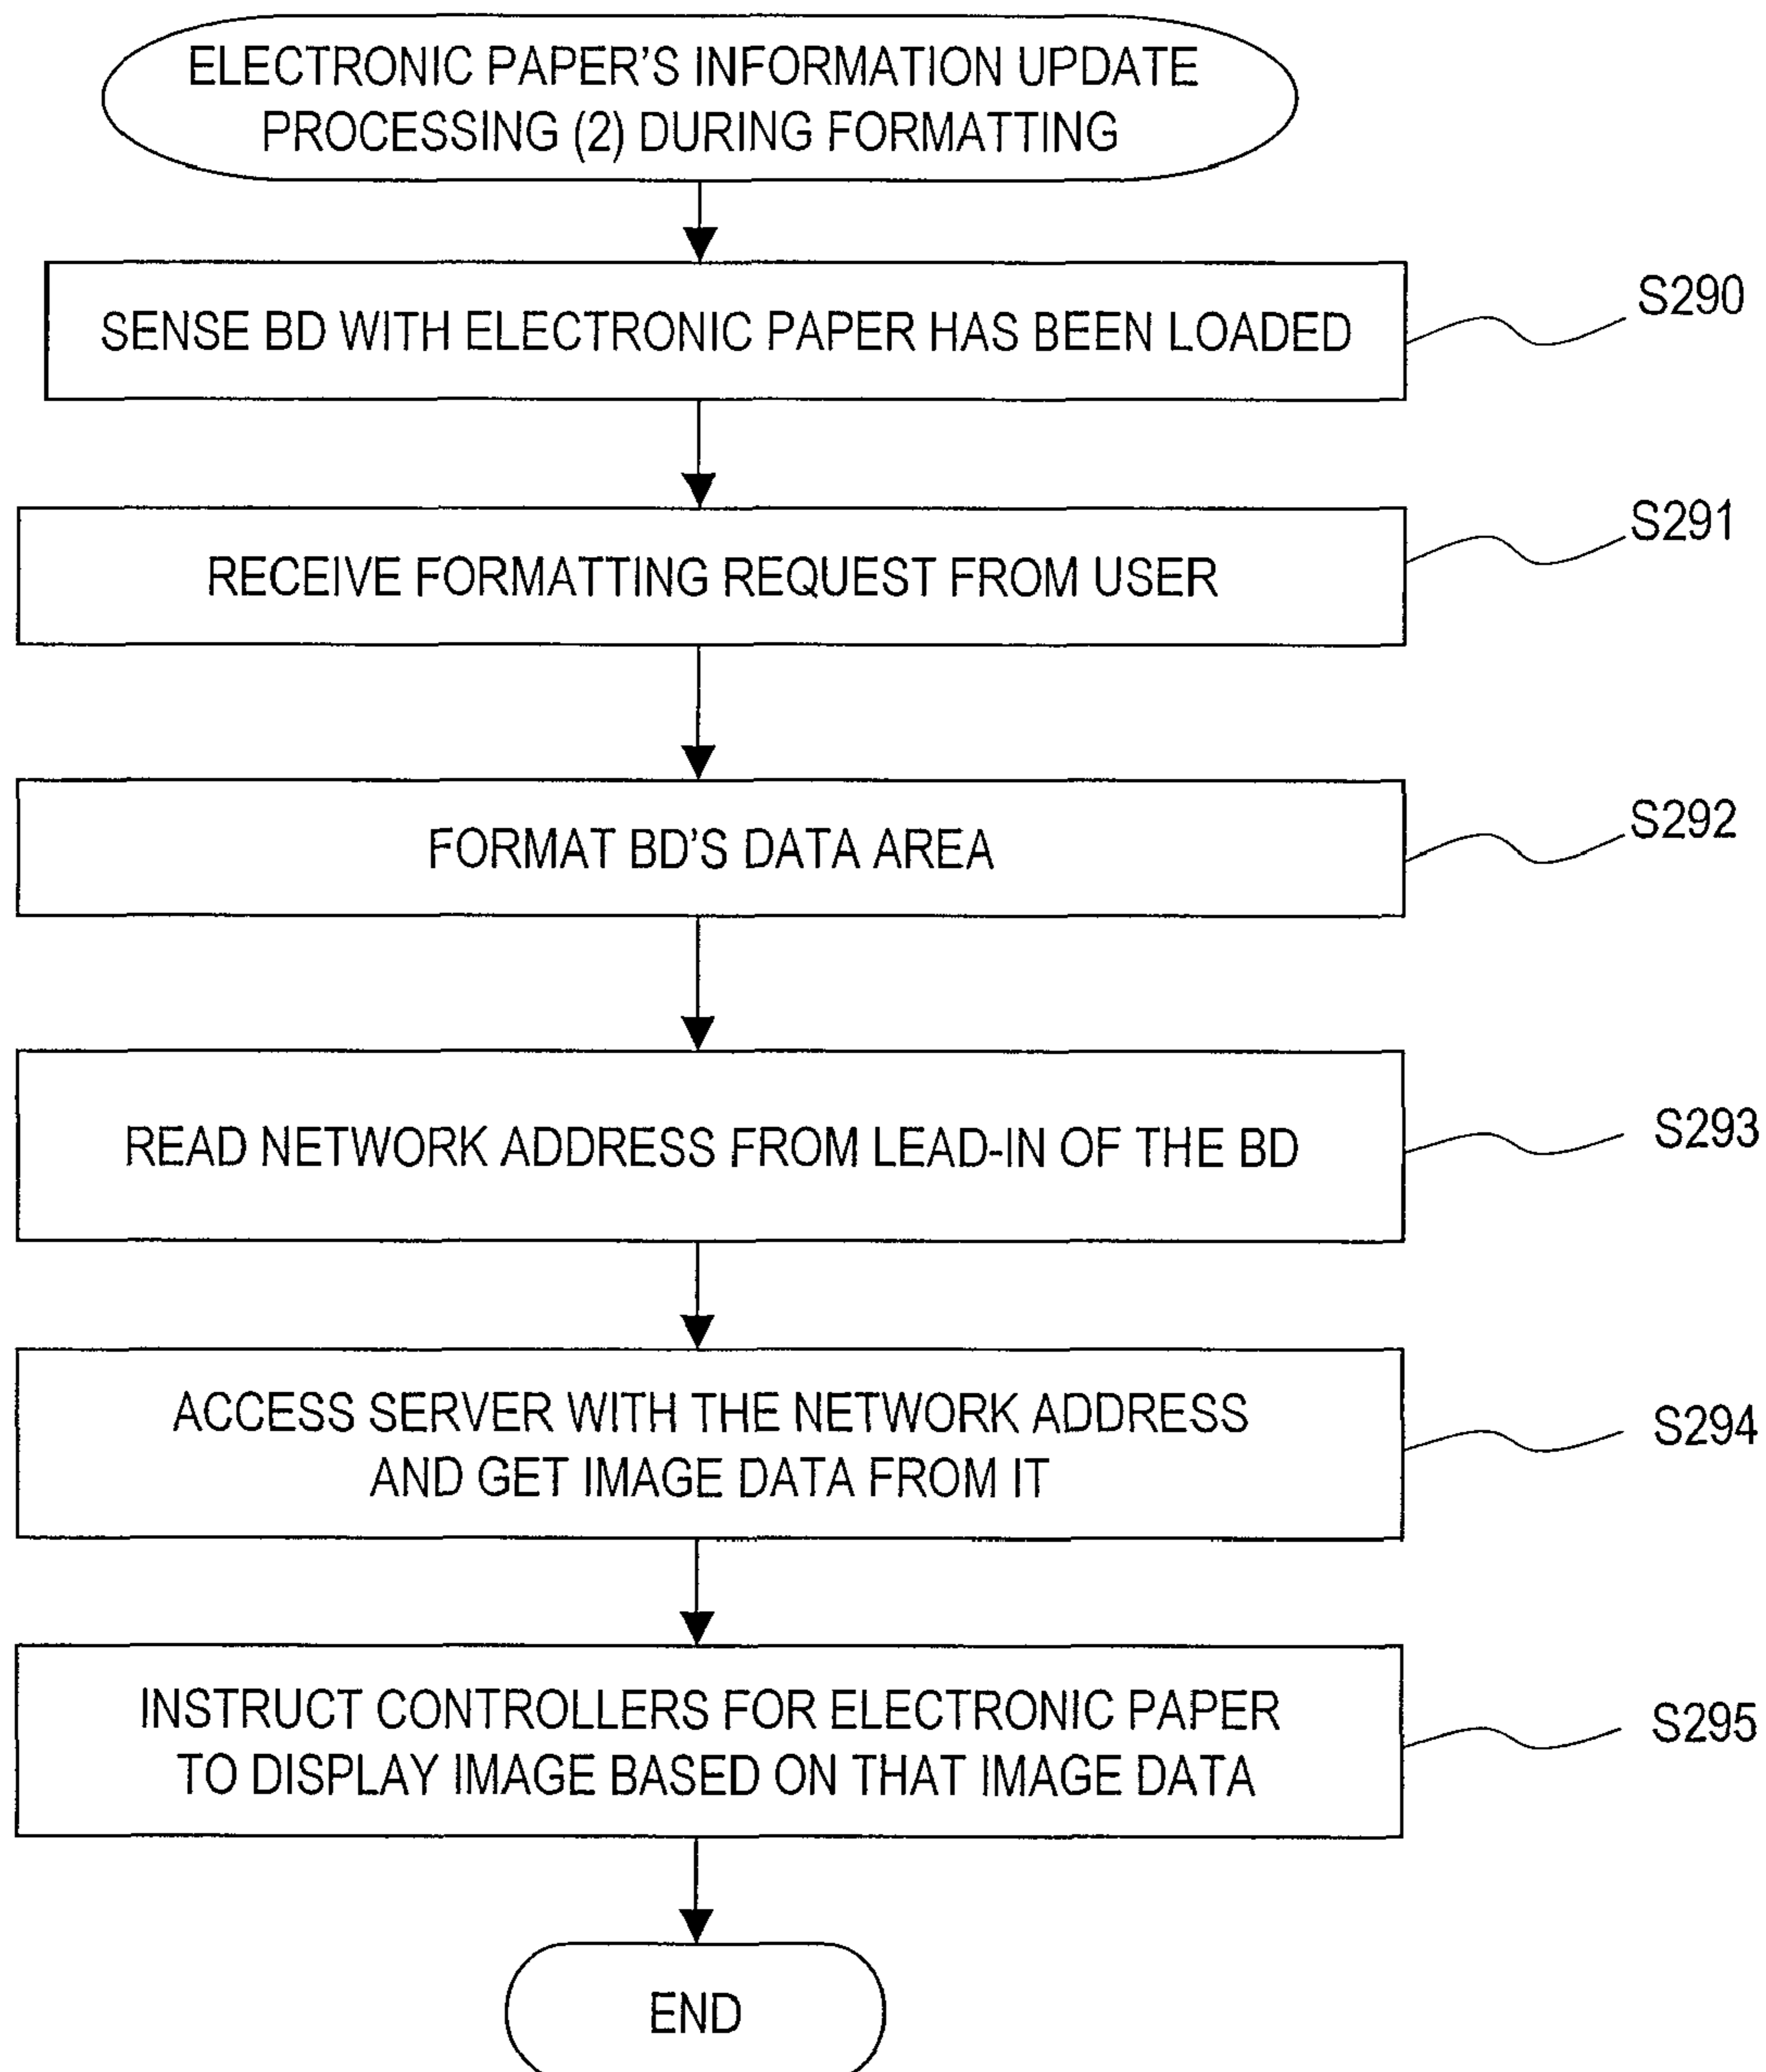 ELECTRONIC PAPER'S INFORMATION UPDATE
PROCESSING (2) DURING FORMATTING
SENSE BD WITH ELECTRONIC PAPER HAS BEEN LOADED
S290
RECEIVE FORMATTING REQUEST FROM USER
S291
FORMAT BD'S DATA AREA
S292
READ NETWORK ADDRESS FROM LEAD-IN OF THE BD
S293
ACCESS SERVER WITH THE NETWORK ADDRESS
AND GET IMAGE DATA FROM IT
S294
INSTRUCT CONTROLLERS FOR ELECTRONIC PAPER
TO DISPLAY IMAGE BASED ON THAT IMAGE DATA
S295
END